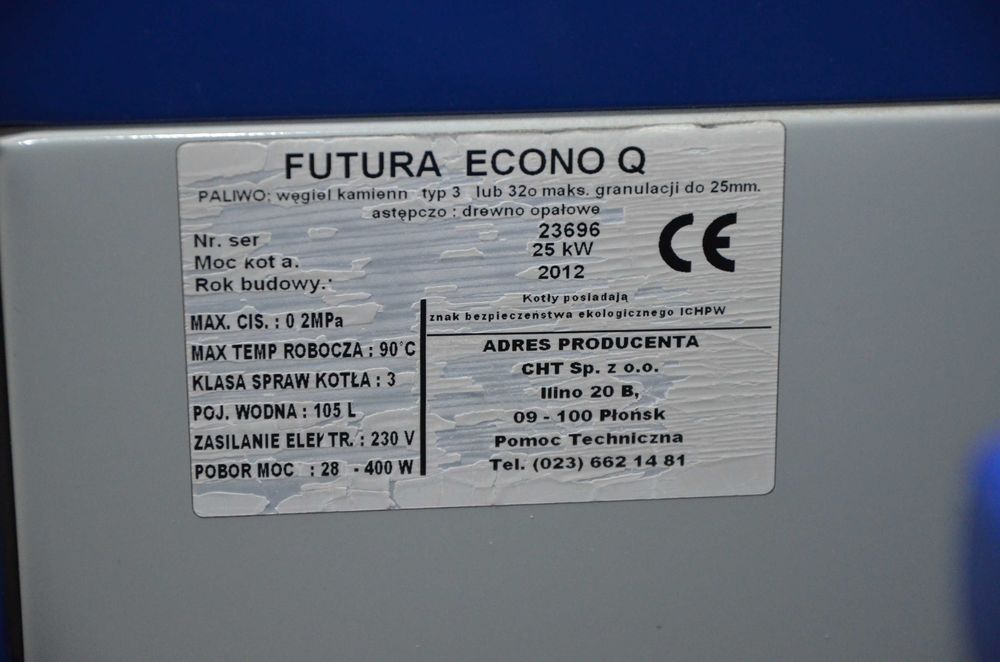 FUTURA ECONO Q
PALIWO: węgiel kamienn typ 3 lub 32o maks. granulacji do 25mm.
astępczo : drewno opałowe
Nr. ser 23696
Moc kot a. 25 kW
Rok budowy.: 2012
CE
Kotły posiadają
znak bezpieczeństwa ekologicznego ICHPW
MAX. CIS. : 0 2MPa
MAX TEMP ROBOCZA : 90°C
KLASA SPRAW KOTŁA : 3
POJ. WODNA : 105 L
ZASILANIE ELEKTR. : 230 V
POBOR MOC : 28 - 400 W
ADRES PRODUCENTA
CHT Sp. z o.o.
Ilino 20 B,
09 - 100 Płońsk
Pomoc Techniczna
Tel. (023) 662 14 81